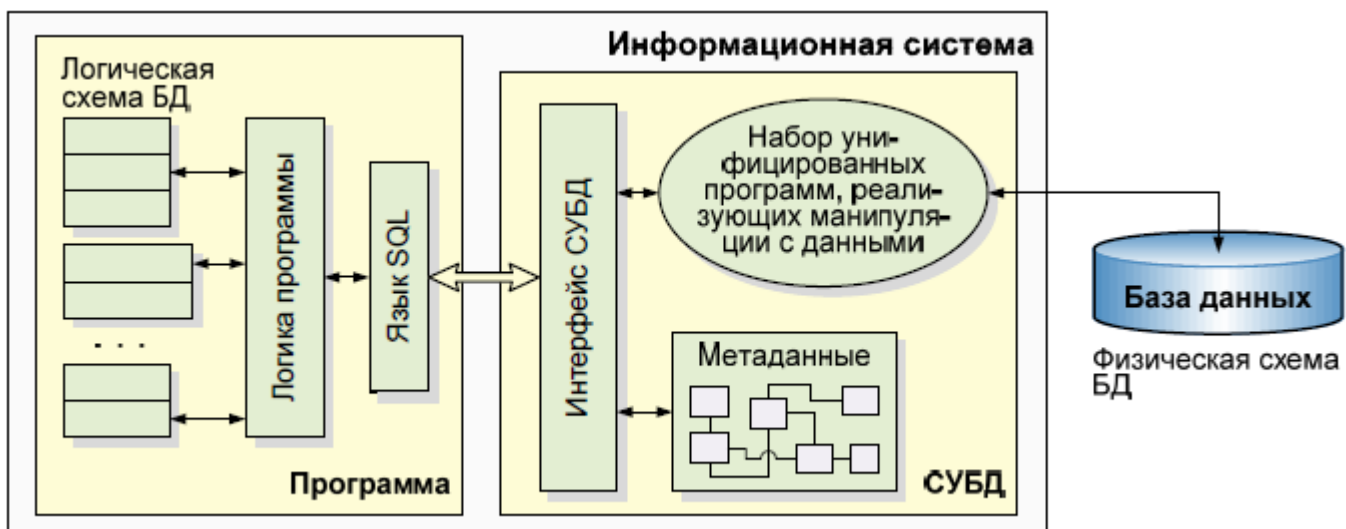 Информационная система
Логическая
схема БД
. . .
Логика программы
Язык SQL
Программа
Интерфейс СУБД
Набор уни-
фицированных
программ, реали-
зующих манипуля-
ции с данными
Метаданные
СУБД
База данных
Физическая схема
БД